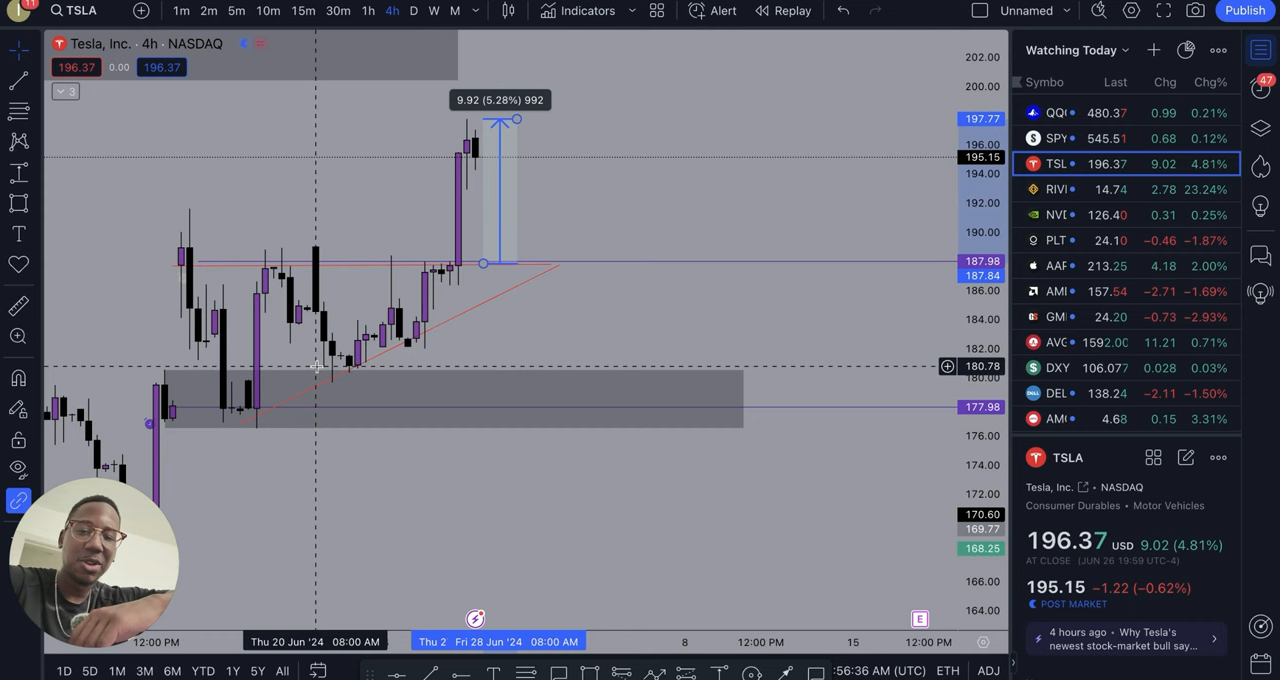 11 TSLA 1m 2m 5m 10m 15m 30m 1h 4h D W M Indicators Alert Replay Unnamed Publish
Tesla, Inc. · 4h · NASDAQ
196.37 0.00 196.37
3
9.92 (5.28%) 992
202.00
200.00
197.77
196.00
195.15
194.00
192.00
190.00
187.98
187.84
186.00
184.00
182.00
180.78
180.00
177.98
176.00
174.00
172.00
170.60
169.77
168.25
166.00
164.00
E
12:00 PM Thu 20 Jun '24 08:00 AM Thu 2 Fri 28 Jun '24 08:00 AM 8 12:00 PM 15 12:00 PM
1D 5D 1M 3M 6M YTD 1Y 5Y All :56:36 AM (UTC) ETH ADJ
Watching Today
Symbo Last Chg Chg%
QQ 480.37 0.99 0.21%
SPY 545.51 0.68 0.12%
TSL 196.37 9.02 4.81%
RIVI 14.74 2.78 23.24%
NVD 126.40 0.31 0.25%
PLT 24.10 −0.46 −1.87%
AAP 213.25 4.18 2.00%
AMI 157.54 −2.71 −1.69%
GM 24.20 −0.73 −2.93%
AVG 1592.00 11.21 0.71%
DXY 106.077 0.028 0.03%
DEL 138.24 −2.11 −1.50%
AM 4.68 0.15 3.31%
TSLA
Tesla, Inc. • NASDAQ
Consumer Durables • Motor Vehicles
196.37 USD 9.02 (4.81%)
AT CLOSE (JUN 26 19:59 UTC-4)
195.15 −1.22 (−0.62%)
POST MARKET
4 hours ago • Why Tesla's
newest stock-market bull say...
47